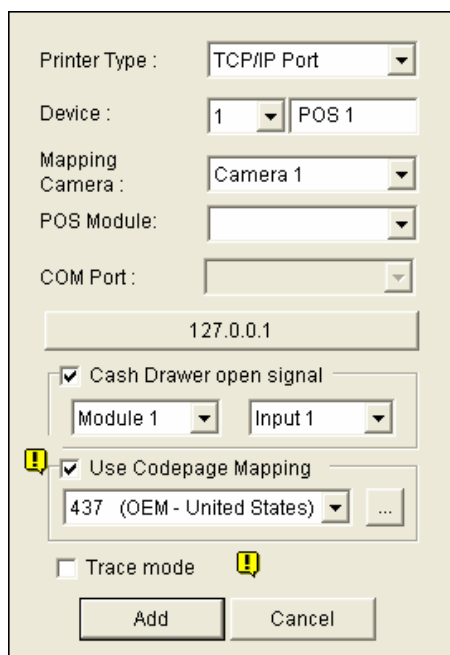 Printer Type : TCP/IP Port
Device : 1 POS 1
Mapping
Camera : Camera 1
POS Module:
COM Port :
127.0.0.1
Cash Drawer open signal
Module 1 Input 1
! Use Codepage Mapping
437 (OEM - United States) ...
Trace mode !
Add Cancel